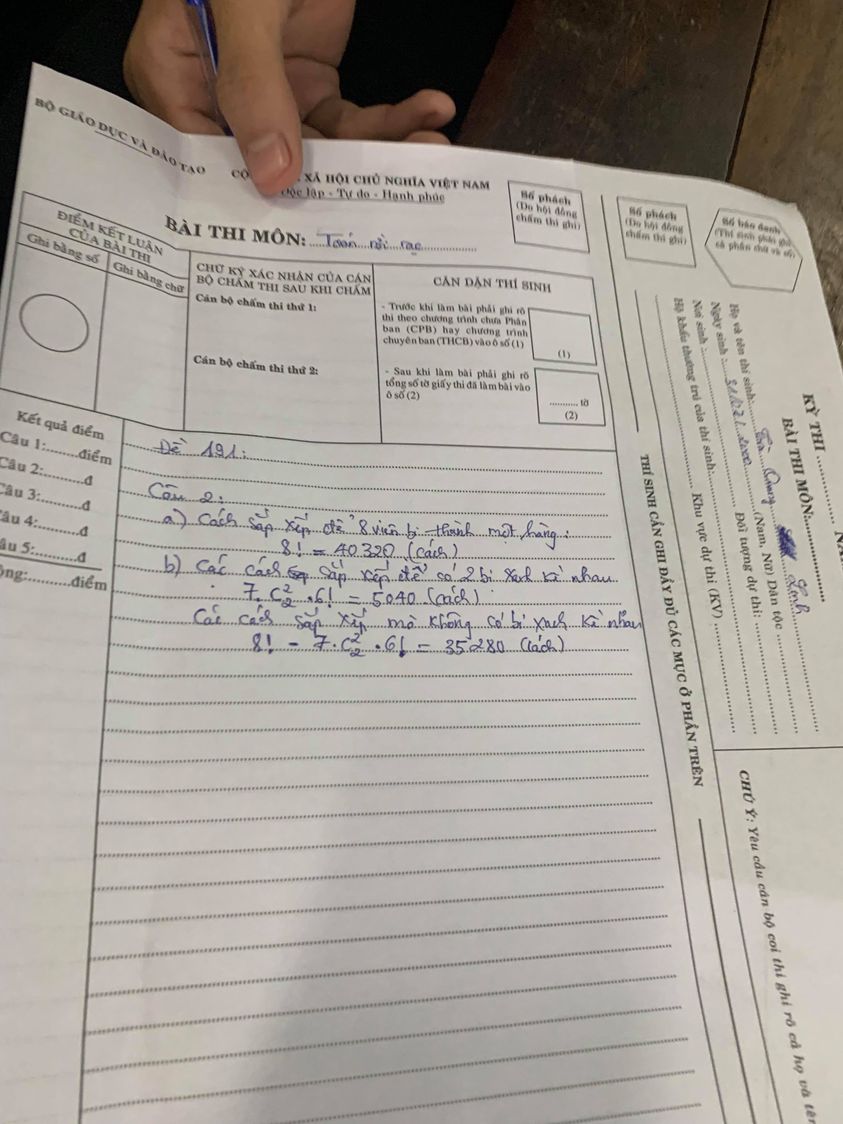 BỘ GIÁO DỤC VÀ ĐÀO TẠO
XÃ HỘI CHỦ NGHĨA VIỆT NAM
Độc lập - Tự do - Hạnh phúc
BÀI THI MÔN: Toán rời rạc
Số phách
(Do hội đồng
chấm thi ghi)
Số phách
(Do hội đồng
chấm thi ghi)
Số báo danh
(Thí sinh phải ghi
cả phần chữ và số)
ĐIỂM KẾT LUẬN
CỦA BÀI THI
Ghi bằng số
Ghi bằng chữ
CHỮ KÝ XÁC NHẬN CỦA CÁN
BỘ CHẤM THI SAU KHI CHẤM
Cán bộ chấm thi thứ 1:
Cán bộ chấm thi thứ 2:
CĂN DẶN THÍ SINH
- Trước khi làm bài phải ghi rõ
thi theo chương trình chưa Phân
ban (CPB) hay chương trình
chuyên ban (THCB) vào ô số (1)
(1)
- Sau khi làm bài phải ghi rõ
tổng số tờ giấy thi đã làm bài vào
ô số (2)
........... tờ
(2)
Kết quả điểm
Câu 1:........điểm
Câu 2:..........đ
Câu 3:..........đ
Câu 4:..........đ
Câu 5:..........đ
ộng:..........điểm
Đề 191:
Câu 2:
a) Cách sắp xếp để 8 viên bi thành một hàng:
8! = 40320 (cách)
b) Các cách sắp xếp để có 2 bi xanh kề nhau
7.C₂².6! = 5040 (cách)
Các cách sắp xếp mà không có bi xanh kề nhau
8! - 7.C₂².6! = 35280 (cách)
KỲ THI ..............
BÀI THI MÔN:..................
Họ và tên thí sinh: Quang Linh
Ngày sinh : (Nam, Nữ) Dân tộc
Nơi sinh : Đối tượng dự thi:
Hộ khẩu thường trú của thí sinh: Khu vực dự thi (KV)
THÍ SINH CẦN GHI ĐẦY ĐỦ CÁC MỤC Ở PHẦN TRÊN
CHÚ Ý: Yêu cầu cán bộ coi thi ghi rõ cả họ và tên